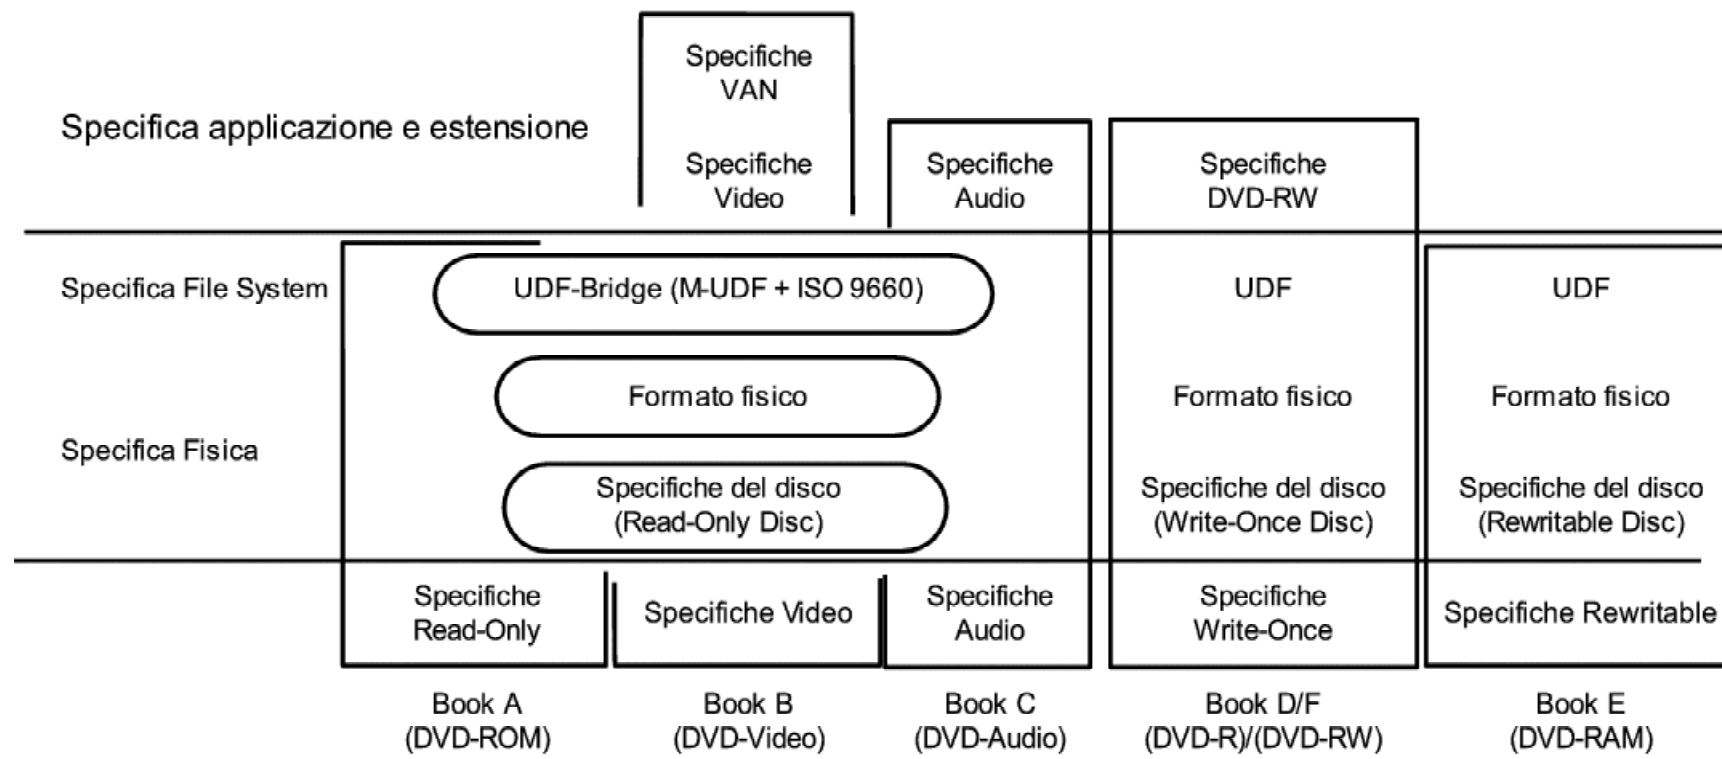 Specifiche
VAN
Specifica applicazione e estensione
Specifiche
Video
Specifiche
Audio
Specifiche
DVD-RW
Specifica File System
UDF-Bridge (M-UDF + ISO 9660)
UDF
UDF
Formato fisico
Formato fisico
Formato fisico
Specifica Fisica
Specifiche del disco
(Read-Only Disc)
Specifiche del disco
(Write-Once Disc)
Specifiche del disco
(Rewritable Disc)
Specifiche
Read-Only
Specifiche Video
Specifiche
Audio
Specifiche
Write-Once
Specifiche Rewritable
Book A
(DVD-ROM)
Book B
(DVD-Video)
Book C
(DVD-Audio)
Book D/F
(DVD-R)/(DVD-RW)
Book E
(DVD-RAM)